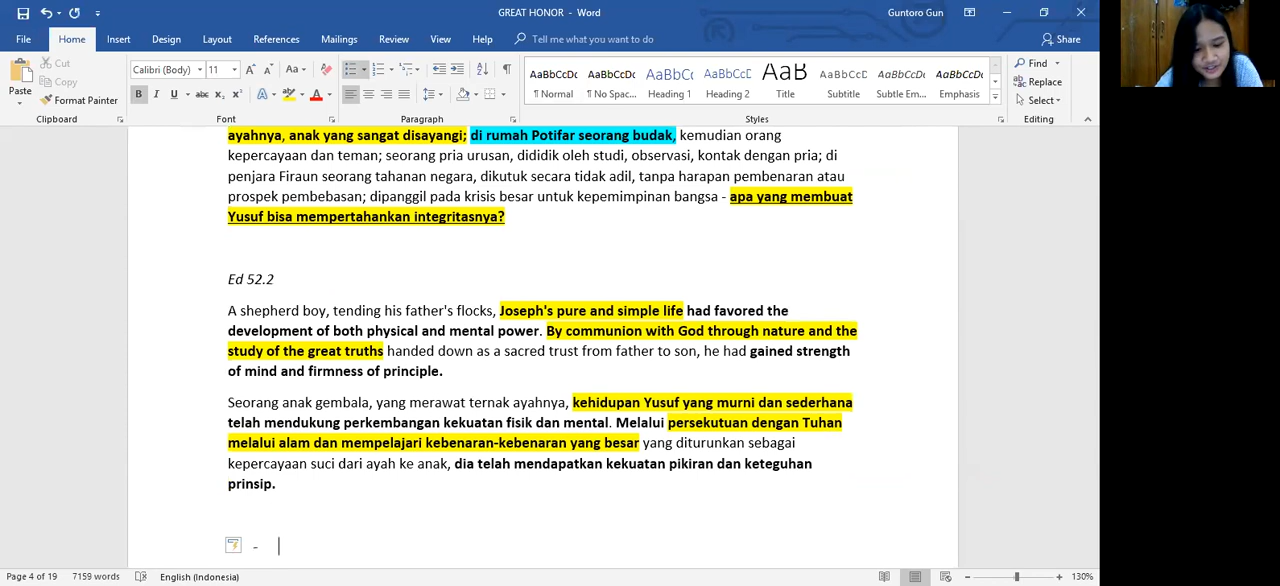 GREAT HONOR - Word
Guntoro Gun
File Home Insert Design Layout References Mailings Review View Help Tell me what you want to do Share
Paste Cut Copy Format Painter
Calibri (Body) 11
AaBbCcDc AaBbCcDc AaBbCc AaBbCcD AaB AaBbCcD AaBbCcDc AaBbCcDc
¶ Normal ¶ No Spac... Heading 1 Heading 2 Title Subtitle Subtle Em... Emphasis
Find Replace Select
Clipboard Font Paragraph Styles Editing
ayahnya, anak yang sangat disayangi; di rumah Potifar seorang budak, kemudian orang
kepercayaan dan teman; seorang pria urusan, dididik oleh studi, observasi, kontak dengan pria; di
penjara Firaun seorang tahanan negara, dikutuk secara tidak adil, tanpa harapan pembenaran atau
prospek pembebasan; dipanggil pada krisis besar untuk kepemimpinan bangsa - apa yang membuat
Yusuf bisa mempertahankan integritasnya?
Ed 52.2
A shepherd boy, tending his father's flocks, Joseph's pure and simple life had favored the
development of both physical and mental power. By communion with God through nature and the
study of the great truths handed down as a sacred trust from father to son, he had gained strength
of mind and firmness of principle.
Seorang anak gembala, yang merawat ternak ayahnya, kehidupan Yusuf yang murni dan sederhana
telah mendukung perkembangan kekuatan fisik dan mental. Melalui persekutuan dengan Tuhan
melalui alam dan mempelajari kebenaran-kebenaran yang besar yang diturunkan sebagai
kepercayaan suci dari ayah ke anak, dia telah mendapatkan kekuatan pikiran dan keteguhan
prinsip.
-
Page 4 of 19 7159 words English (Indonesia) 130%